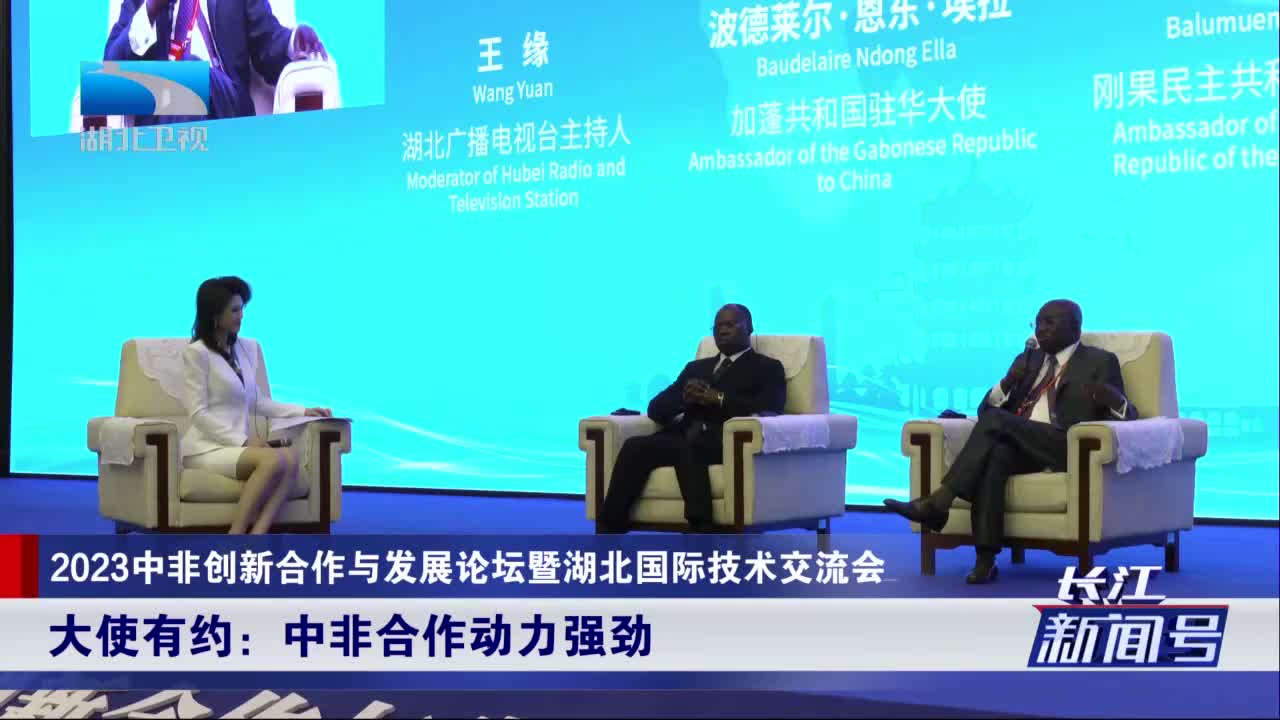 王 缘
Wang Yuan
湖北广播电视台主持人
Moderator of Hubei Radio and
Television Station
波德莱尔·恩东·埃拉
Baudelaire Ndong Ella
加蓬共和国驻华大使
Ambassador of the Gabonese Republic
to China
Balumuen
刚果民主共和
Ambassador of
Republic of the
湖北卫视
2023中非创新合作与发展论坛暨湖北国际技术交流会
大使有约：中非合作动力强劲
长江
新闻号